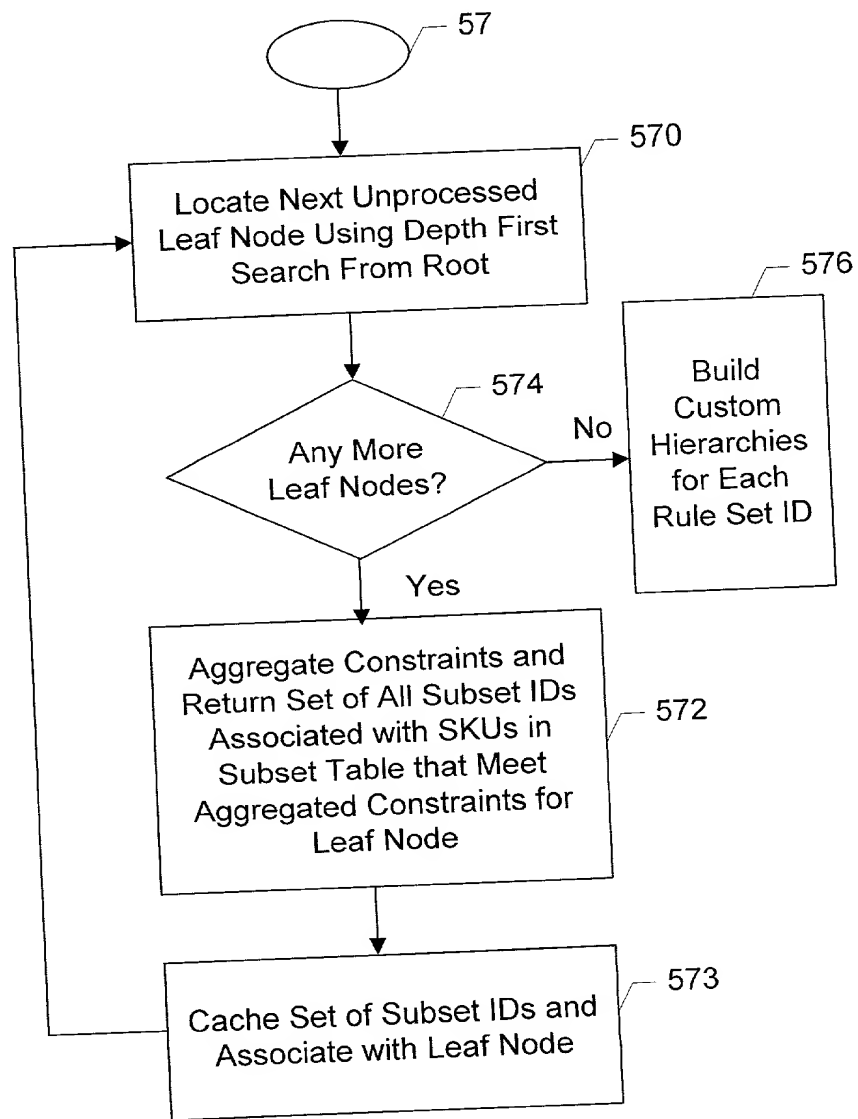 57
570
Locate Next Unprocessed
Leaf Node Using Depth First
Search From Root
576
574
Any More
Leaf Nodes?
No
Build
Custom
Hierarchies
for Each
Rule Set ID
Yes
Aggregate Constraints and
Return Set of All Subset IDs
Associated with SKUs in
Subset Table that Meet
Aggregated Constraints for
Leaf Node
572
573
Cache Set of Subset IDs and
Associate with Leaf Node